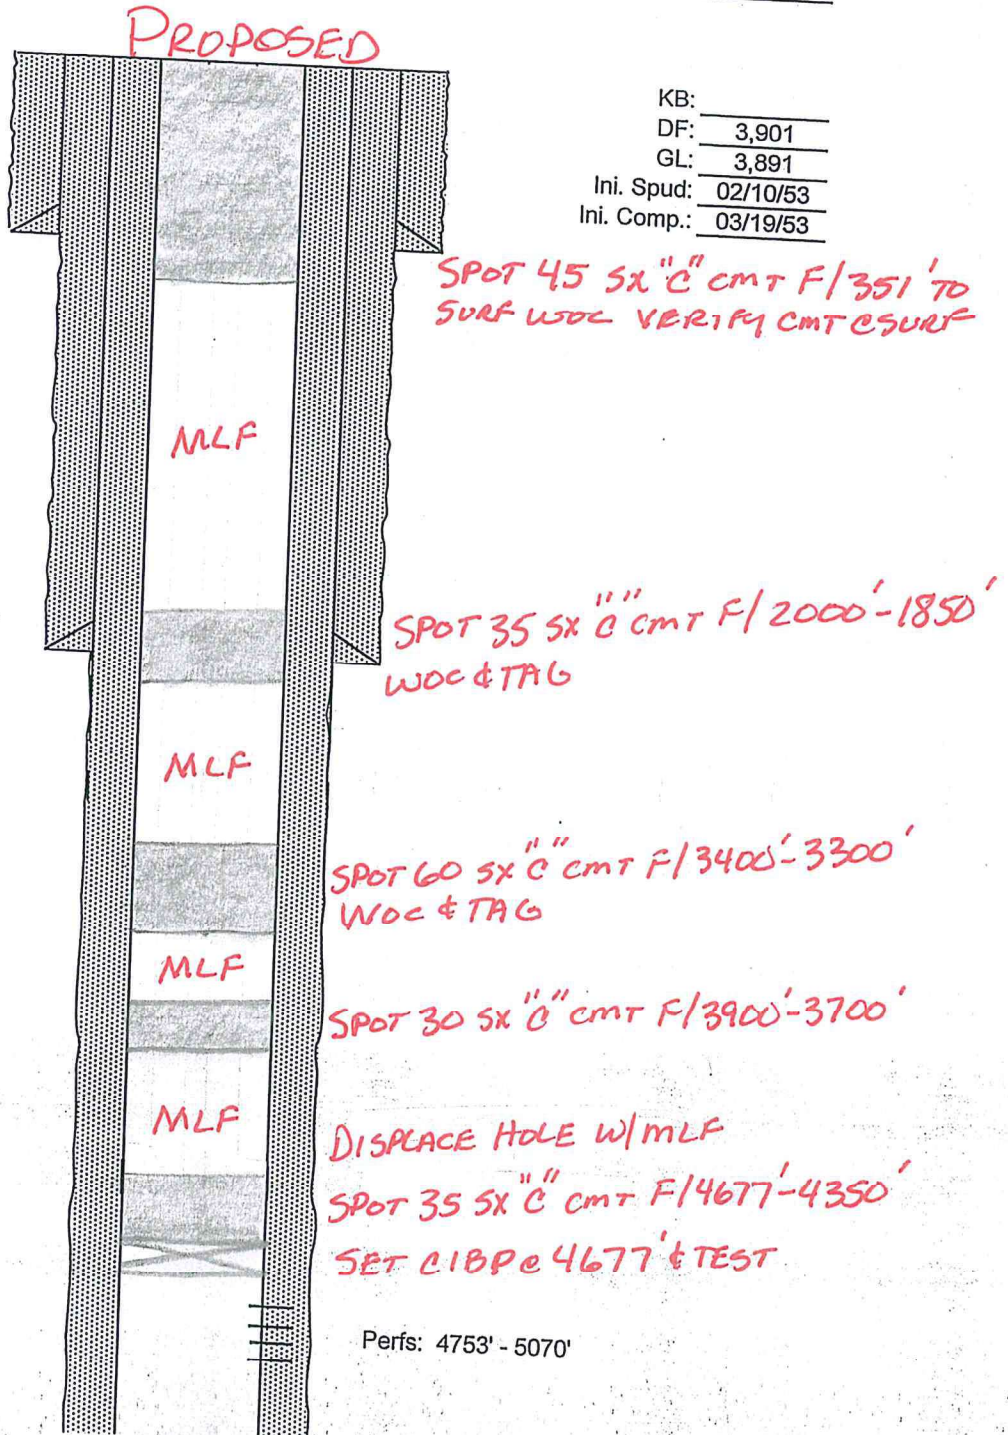 PROPOSED
KB:
DF: 3,901
GL: 3,891
Ini. Spud: 02/10/53
Ini. Comp.: 03/19/53
SPOT 45 SX "C" CMT F/351' TO
SURF WOC VERIFY CMT @SURF
MLF
SPOT 35 SX "C" CMT F/2000'-1850'
WOC & TAG
MLF
SPOT 60 SX "C" CMT F/3400'-3300'
WOC & TAG
MLF
SPOT 30 SX "C" CMT F/3900'-3700'
MLF
DISPLACE HOLE W/MLF
SPOT 35 SX "C" CMT F/4677'-4350'
SET CIBP @ 4677' & TEST
Perfs: 4753' - 5070'